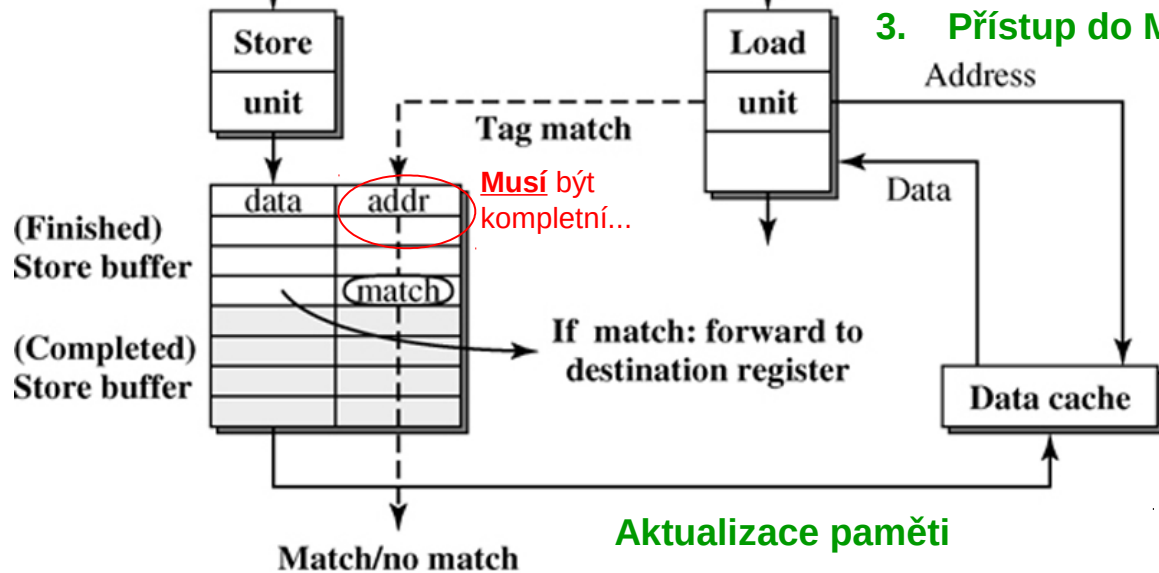 Store
unit
Load
unit
3. Přístup do M
Address
Tag match
Musí být
kompletní...
Data
data
addr
(Finished)
Store buffer
match
(Completed)
Store buffer
If match: forward to
destination register
Data cache
Aktualizace paměti
Match/no match